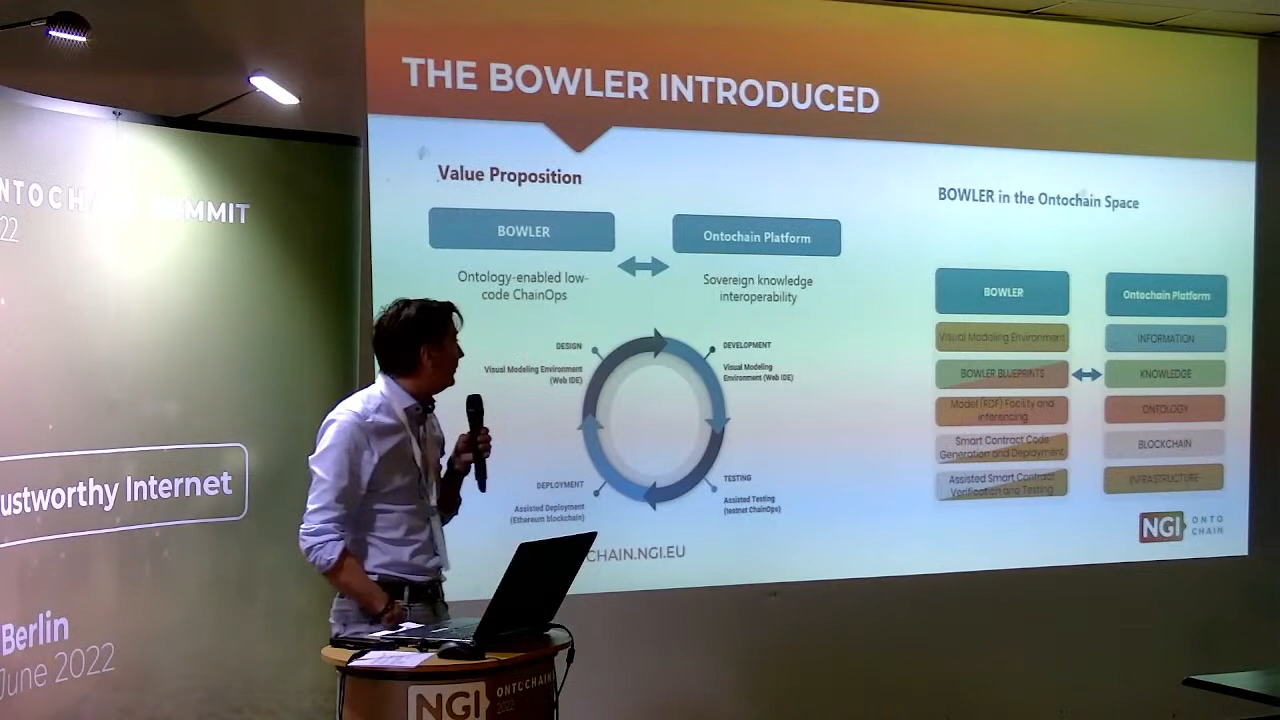 THE BOWLER INTRODUCED
Value Proposition
BOWLER
Ontochain Platform
Ontology-enabled low-
code ChainOps
Sovereign knowledge
interoperability
DESIGN
Visual Modeling Environment
(Web IDE)
DEVELOPMENT
Visual Modeling
Environment (Web IDE)
DEPLOYMENT
Assisted Deployment
(Ethereum blockchain)
TESTING
Assisted Testing
(testnet ChainOps)
CHAIN.NGI.EU
BOWLER in the Ontochain Space
BOWLER
Ontochain Platform
Visual Modeling Environment
INFORMATION
BOWLER BLUEPRINTS
KNOWLEDGE
Model (RDF) Facility and
Inferencing
ONTOLOGY
Smart Contract Code
Generation and Deployment
BLOCKCHAIN
Assisted Smart Contract
Verification and Testing
INFRASTRUCTURE
NGI ONTO
CHAIN
NTOCH SUMMIT
22
ustworthy Internet
Berlin
June 2022
NGI ONTOCHAIN
2022